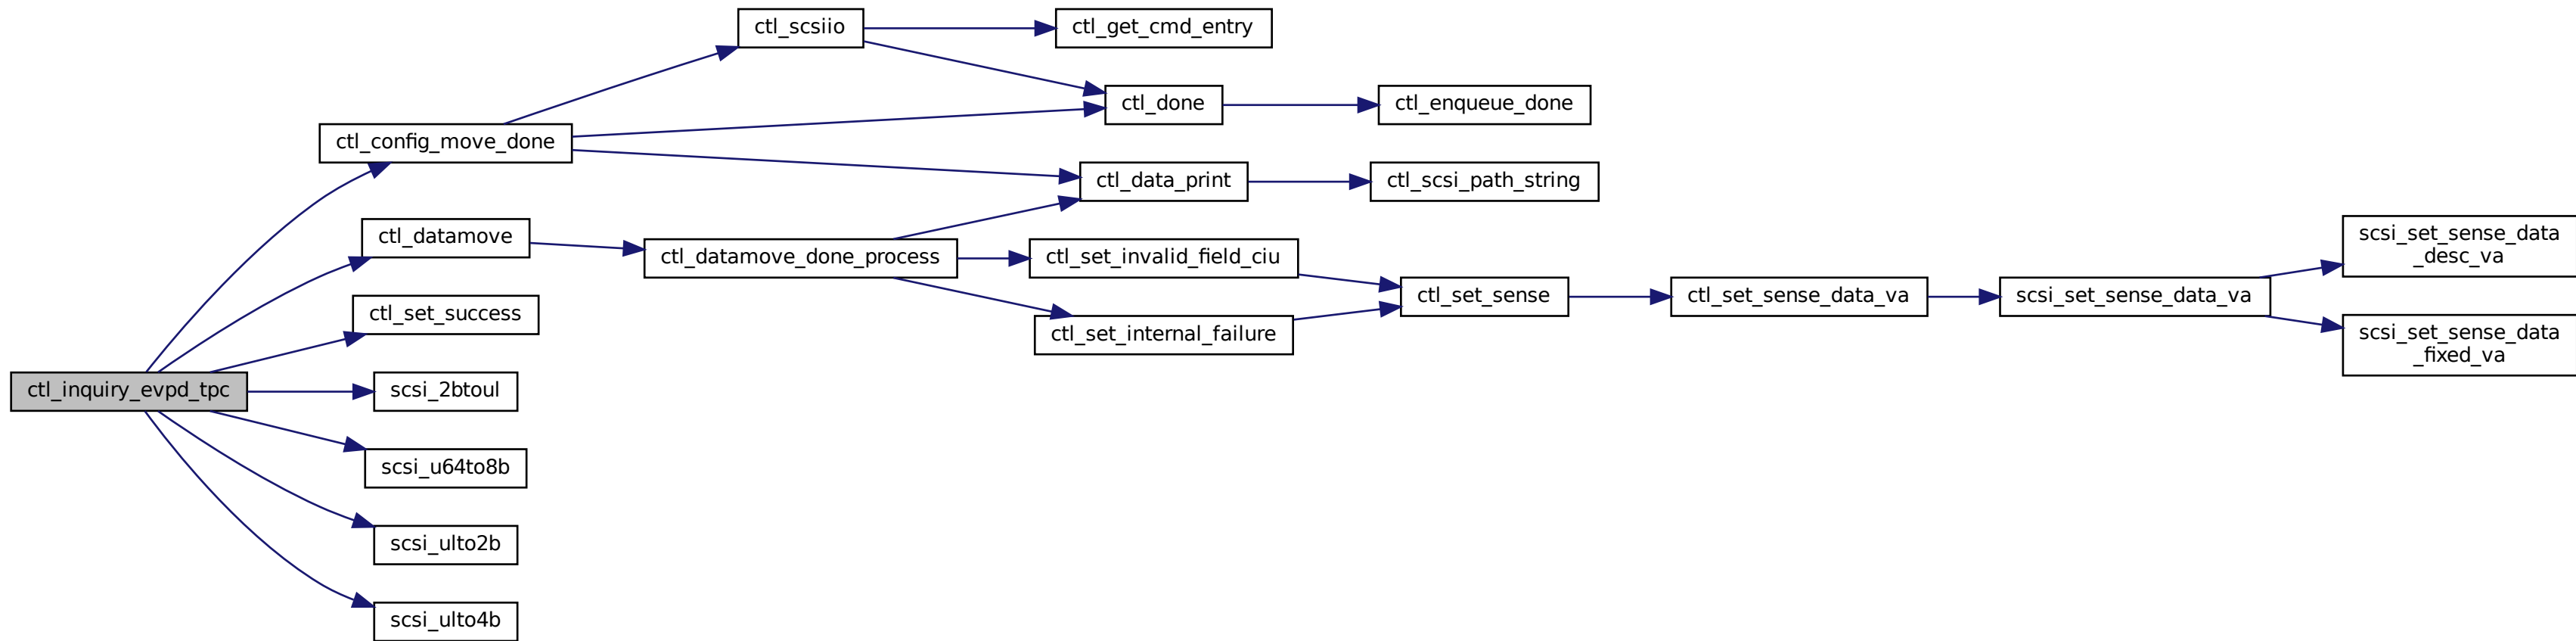 ctl_scsiio
ctl_get_cmd_entry
ctl_done
ctl_enqueue_done
ctl_config_move_done
ctl_data_print
ctl_scsi_path_string
ctl_datamove
ctl_datamove_done_process
ctl_set_invalid_field_ciu
scsi_set_sense_data
_desc_va
ctl_set_success
ctl_set_internal_failure
ctl_set_sense
ctl_set_sense_data_va
scsi_set_sense_data_va
scsi_set_sense_data
_fixed_va
ctl_inquiry_evpd_tpc
scsi_2btoul
scsi_u64to8b
scsi_ulto2b
scsi_ulto4b